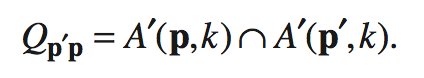 Q_{𝐩′𝐩} = A′(𝐩,k) ∩ A′(𝐩′,k).